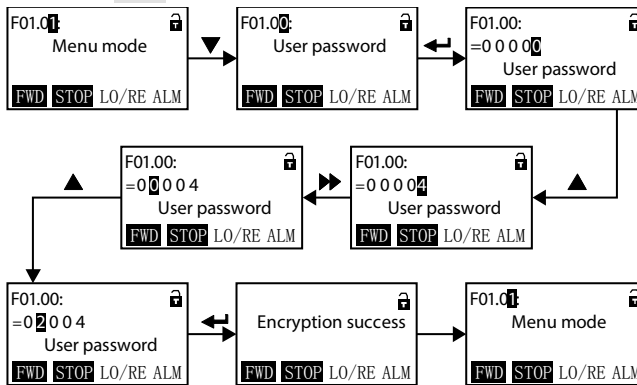 F01.01:
Menu mode
FWD STOP LO/RE ALM
F01.00:
User password
FWD STOP LO/RE ALM
F01.00:
=00000
User password
FWD STOP LO/RE ALM
F01.00:
=00004
User password
FWD STOP LO/RE ALM
F01.00:
=00004
User password
FWD STOP LO/RE ALM
F01.00:
=02004
User password
FWD STOP LO/RE ALM
Encryption success
FWD STOP LO/RE ALM
F01.01:
Menu mode
FWD STOP LO/RE ALM